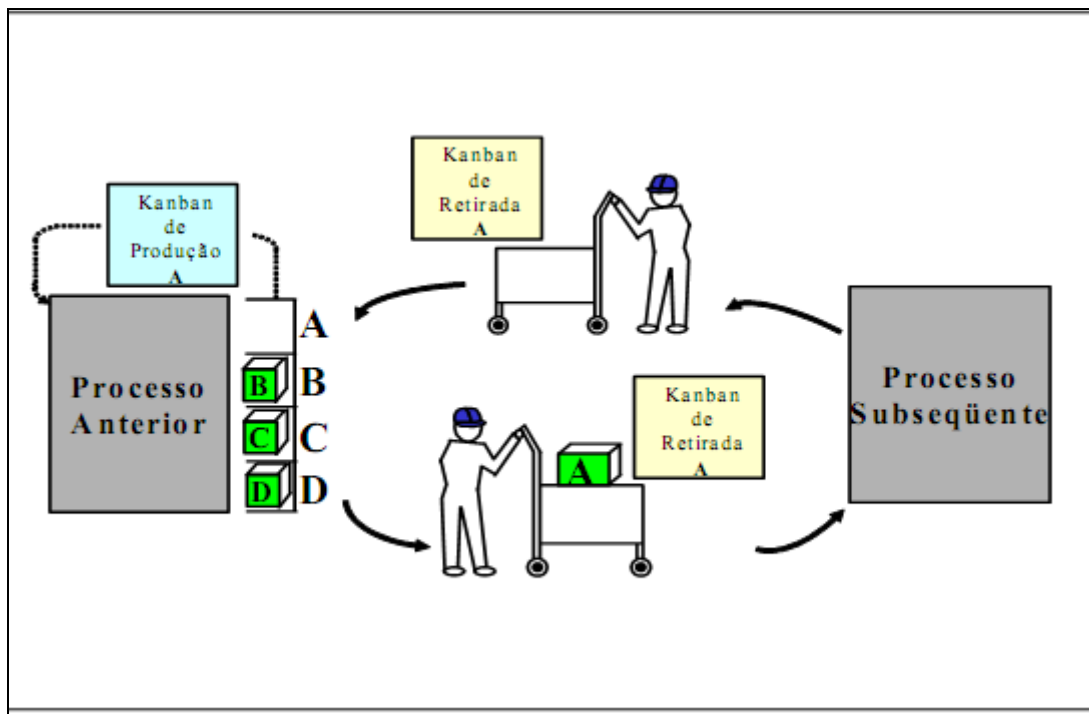 Kanban
de
Retirada
A
Kanban
de
Produção
A
A
B
B
C
C
D
D
Processo
Anterior
A
Kanban
de
Retirada
A
Processo
Subseqüente